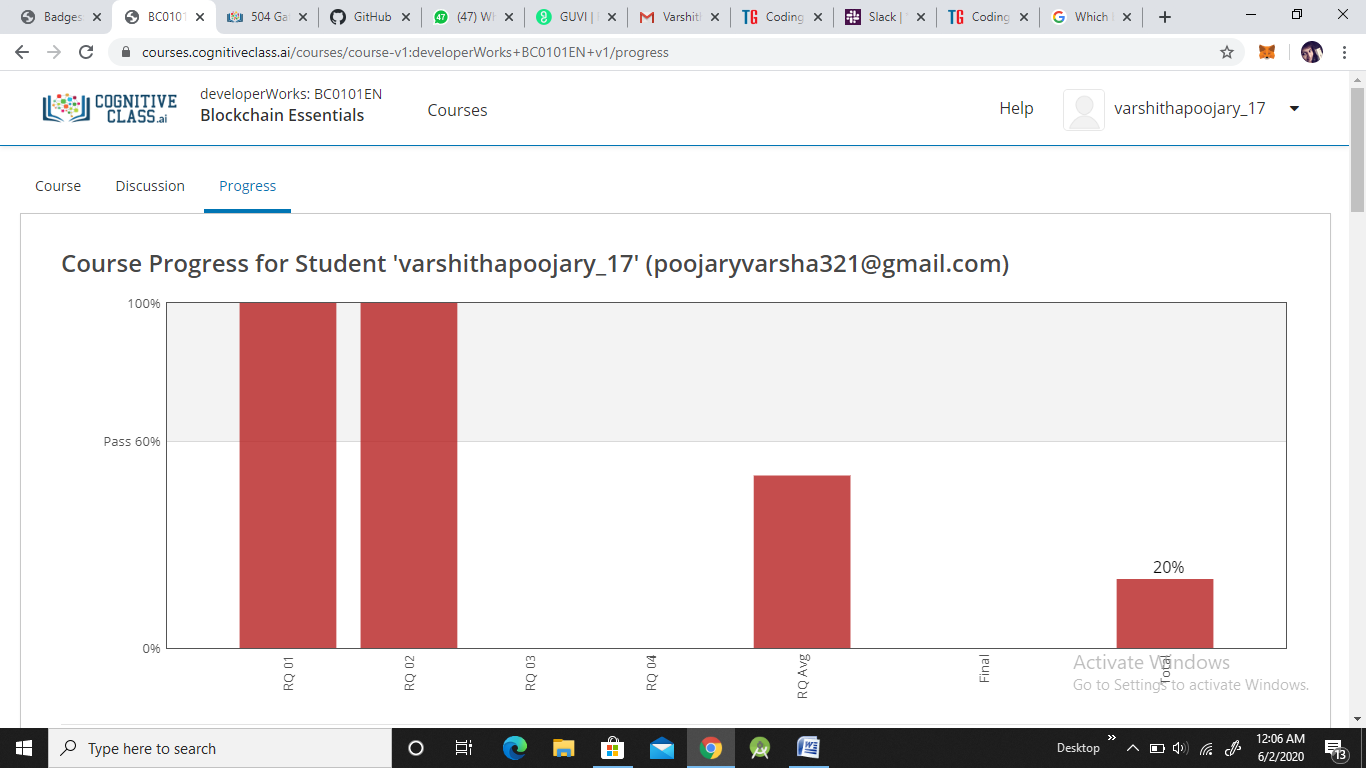 Badges
BC0101
504 Gat
GitHub
(47) Wh
GUVI |
Varshith
Coding
Slack |
Coding
Which
courses.cognitiveclass.ai/courses/course-v1:developerWorks+BC0101EN+v1/progress
COGNITIVE
CLASS.ai
developerWorks: BC0101EN
Blockchain Essentials
Courses
Help
varshithapoojary_17
Course
Discussion
Progress
Course Progress for Student 'varshithapoojary_17' (poojaryvarsha321@gmail.com)
100%
Pass 60%
0%
20%
RQ 01
RQ 02
RQ 03
RQ 04
RQ Avg
Final
Total
Activate Windows
Go to Settings to activate Windows.
Type here to search
Desktop
12:06 AM
6/2/2020
13